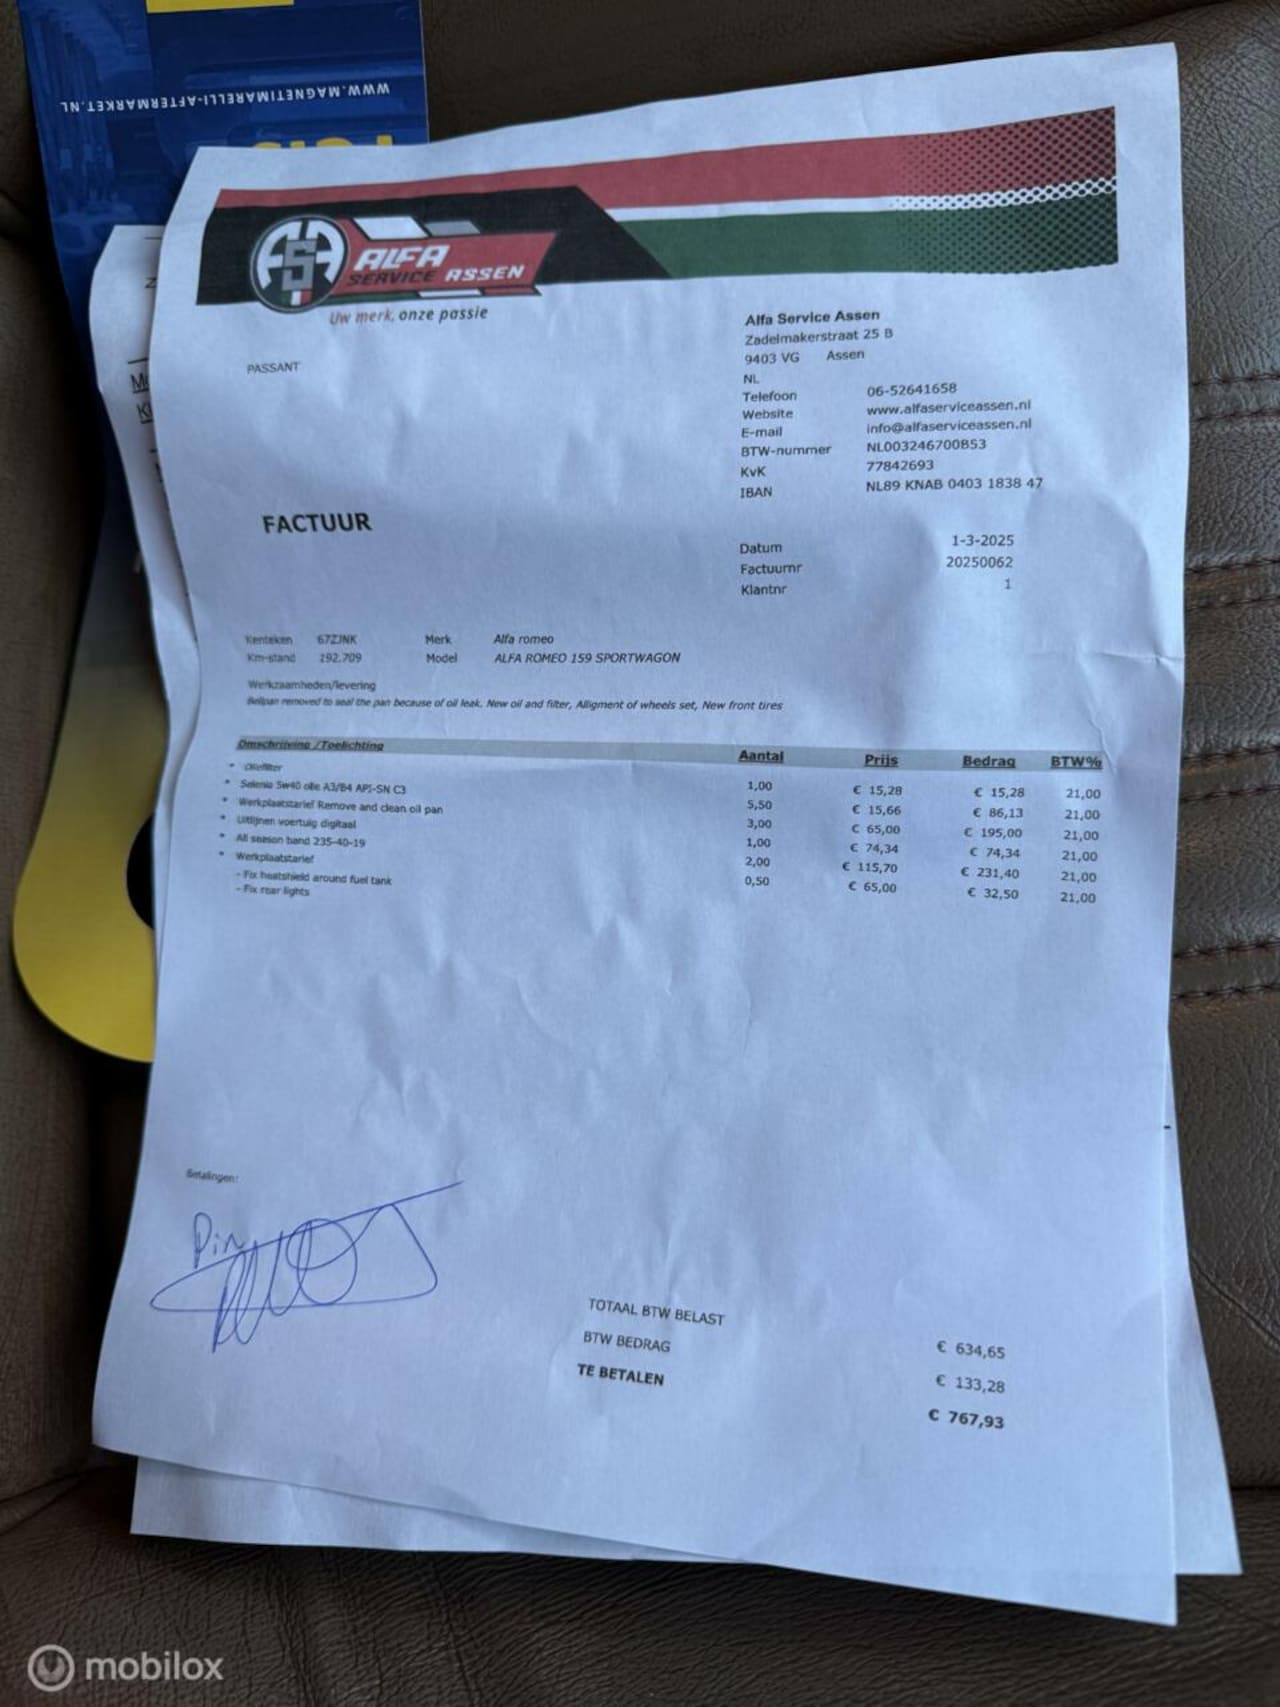 WWW.MAGNETIMARELLI-AFTERMARKET.NL
ALFA
SERVICE ASSEN
Uw merk, onze passie
PASSANT
Alfa Service Assen
Zadelmakerstraat 25 B
9403 VG Assen
NL
Telefoon 06-52641658
Website www.alfaserviceassen.nl
E-mail info@alfaserviceassen.nl
BTW-nummer NL003246700B53
KvK 77842693
IBAN NL89 KNAB 0403 1838 47
FACTUUR
Datum 1-3-2025
Factuurnr 20250062
Klantnr 1
Kenteken 67ZJNK Merk Alfa romeo
Km-stand 192.709 Model ALFA ROMEO 159 SPORTWAGON
Werkzaamheden/levering
Bellpan removed to seal the pan because of oil leak. New oil and filter, Alligment of wheels set, New front tires
Omschrijving /Toelichting Aantal Prijs Bedrag BTW%
* Oliefilter 1,00 € 15,28 € 15,28 21,00
* Selenia 5w40 olie A3/B4 API-SN C3 5,50 € 15,66 € 86,13 21,00
* Werkplaatstarief Remove and clean oil pan 3,00 € 65,00 € 195,00 21,00
* Uitlijnen voertuig digitaal 1,00 € 74,34 € 74,34 21,00
* All season band 235-40-19 2,00 € 115,70 € 231,40 21,00
* Werkplaatstarief 0,50 € 65,00 € 32,50 21,00
- Fix heatshield around fuel tank
- Fix rear lights
Betalingen:
Pin
TOTAAL BTW BELAST € 634,65
BTW BEDRAG € 133,28
TE BETALEN € 767,93
mobilox